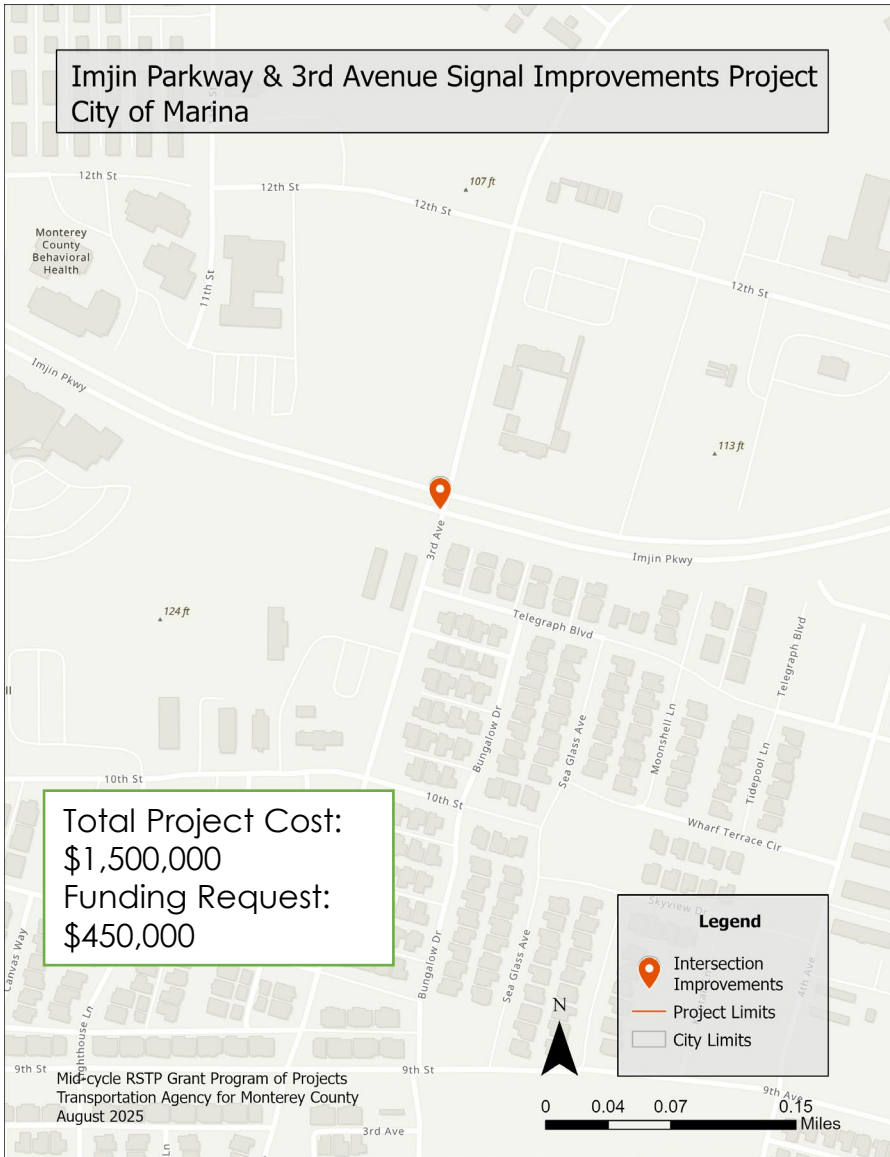 Imjin Parkway & 3rd Avenue Signal Improvements Project
City of Marina
12th St
12th St
107 ft
12th St
Monterey
County
Behavioral
Health
11th St
12th St
Imjin Pkwy
113 ft
3rd Ave
Imjin Pkwy
124 ft
Telegraph Blvd
Telegraph Blvd
Bungalow Dr
Sea Glass Ave
Moonshell Ln
Tidepool Ln
10th St
10th St
Wharf Terrace Cir
Total Project Cost:
$1,500,000
Funding Request:
$450,000
Skyview Dr
Legend
Intersection
Improvements
Project Limits
City Limits
Canvas Way
Bungalow Dr
Sea Glass Ave
4th Ave
N
9th St
9th St
9th Ave
Mid-cycle RSTP Grant Program of Projects
Transportation Agency for Monterey County
August 2025
3rd Ave
0 0.04 0.07 0.15
Miles